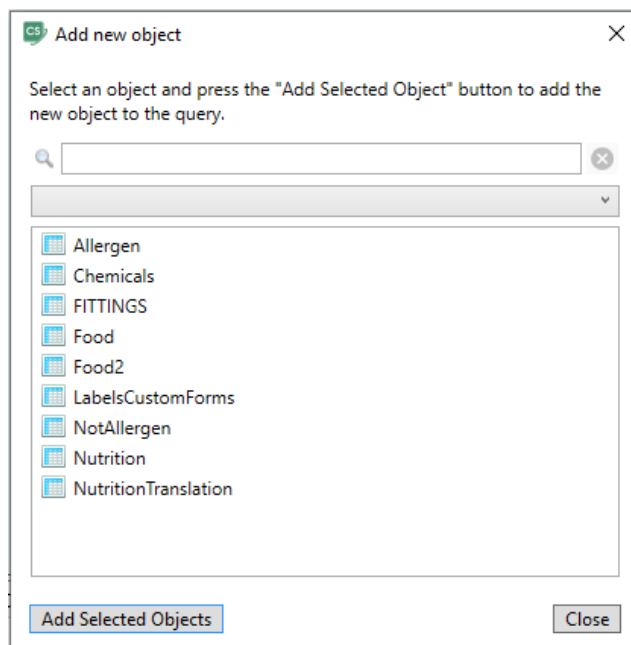 CS Add new object
Select an object and press the "Add Selected Object" button to add the
new object to the query.
Allergen
Chemicals
FITTINGS
Food
Food2
LabelsCustomForms
NotAllergen
Nutrition
NutritionTranslation
Add Selected Objects
Close